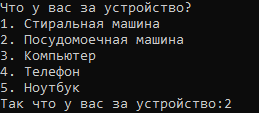 Что у вас за устройство?
1. Стиральная машина
2. Посудомоечная машина
3. Компьютер
4. Телефон
5. Ноутбук
Так что у вас за устройство:2